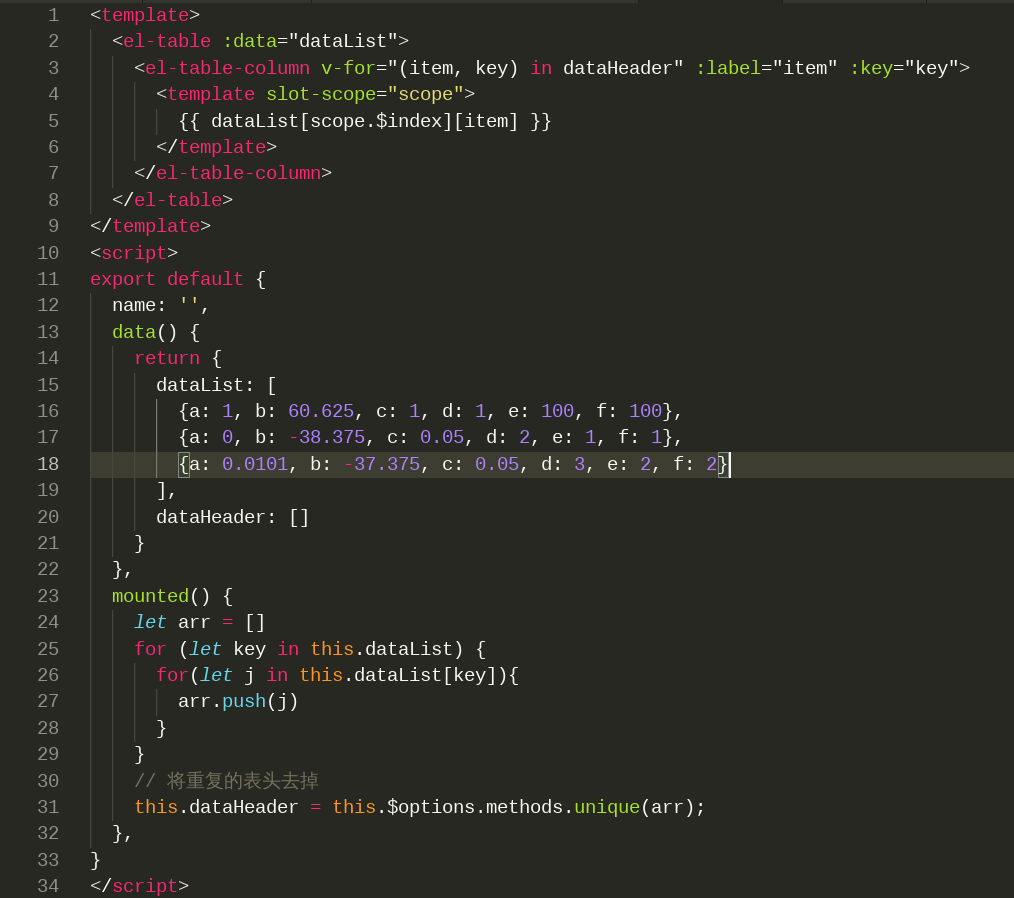 1 <template>
2   <el-table :data="dataList">
3     <el-table-column v-for="(item, key) in dataHeader" :label="item" :key="key">
4       <template slot-scope="scope">
5         {{ dataList[scope.$index][item] }}
6       </template>
7     </el-table-column>
8   </el-table>
9 </template>
10 <script>
11 export default {
12   name: '',
13   data() {
14     return {
15       dataList: [
16         {a: 1, b: 60.625, c: 1, d: 1, e: 100, f: 100},
17         {a: 0, b: -38.375, c: 0.05, d: 2, e: 1, f: 1},
18         {a: 0.0101, b: -37.375, c: 0.05, d: 3, e: 2, f: 2}
19       ],
20       dataHeader: []
21     }
22   },
23   mounted() {
24     let arr = []
25     for (let key in this.dataList) {
26       for(let j in this.dataList[key]){
27         arr.push(j)
28       }
29     }
30     // 将重复的表头去掉
31     this.dataHeader = this.$options.methods.unique(arr);
32   },
33 }
34 </script>